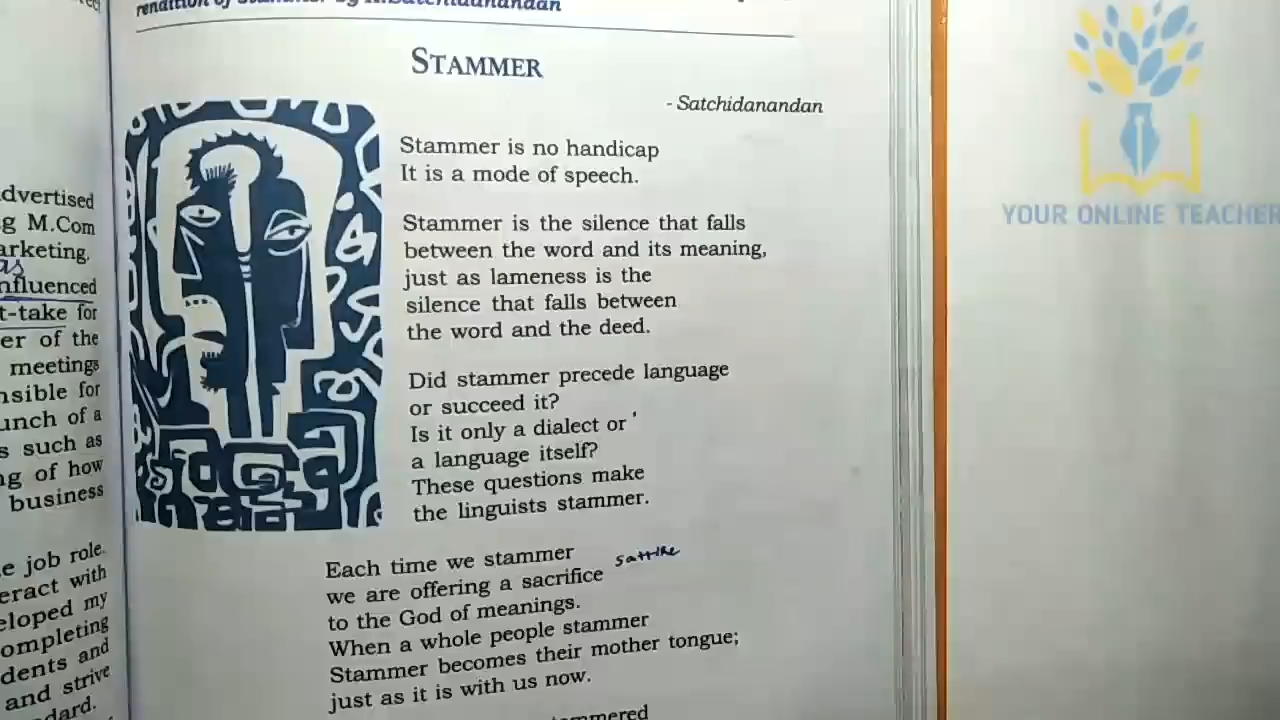 rendition of Stammer by K.Satchidanandan
STAMMER
- Satchidanandan
Stammer is no handicap
It is a mode of speech.
Stammer is the silence that falls
between the word and its meaning,
just as lameness is the
silence that falls between
the word and the deed.
Did stammer precede language
or succeed it?
Is it only a dialect or
a language itself?
These questions make
the linguists stammer.
Each time we stammer
we are offering a sacrifice
to the God of meanings.
When a whole people stammer
Stammer becomes their mother tongue;
just as it is with us now.
dvertised
g M.Com
arketing,
as
nfluenced
t-take for
er of the
meetings
nsible for
unch of a
s such as
ng of how
business
e job role.
eract with
eloped my
ompleting
dents and
and strive
dard.
YOUR ONLINE TEACHER